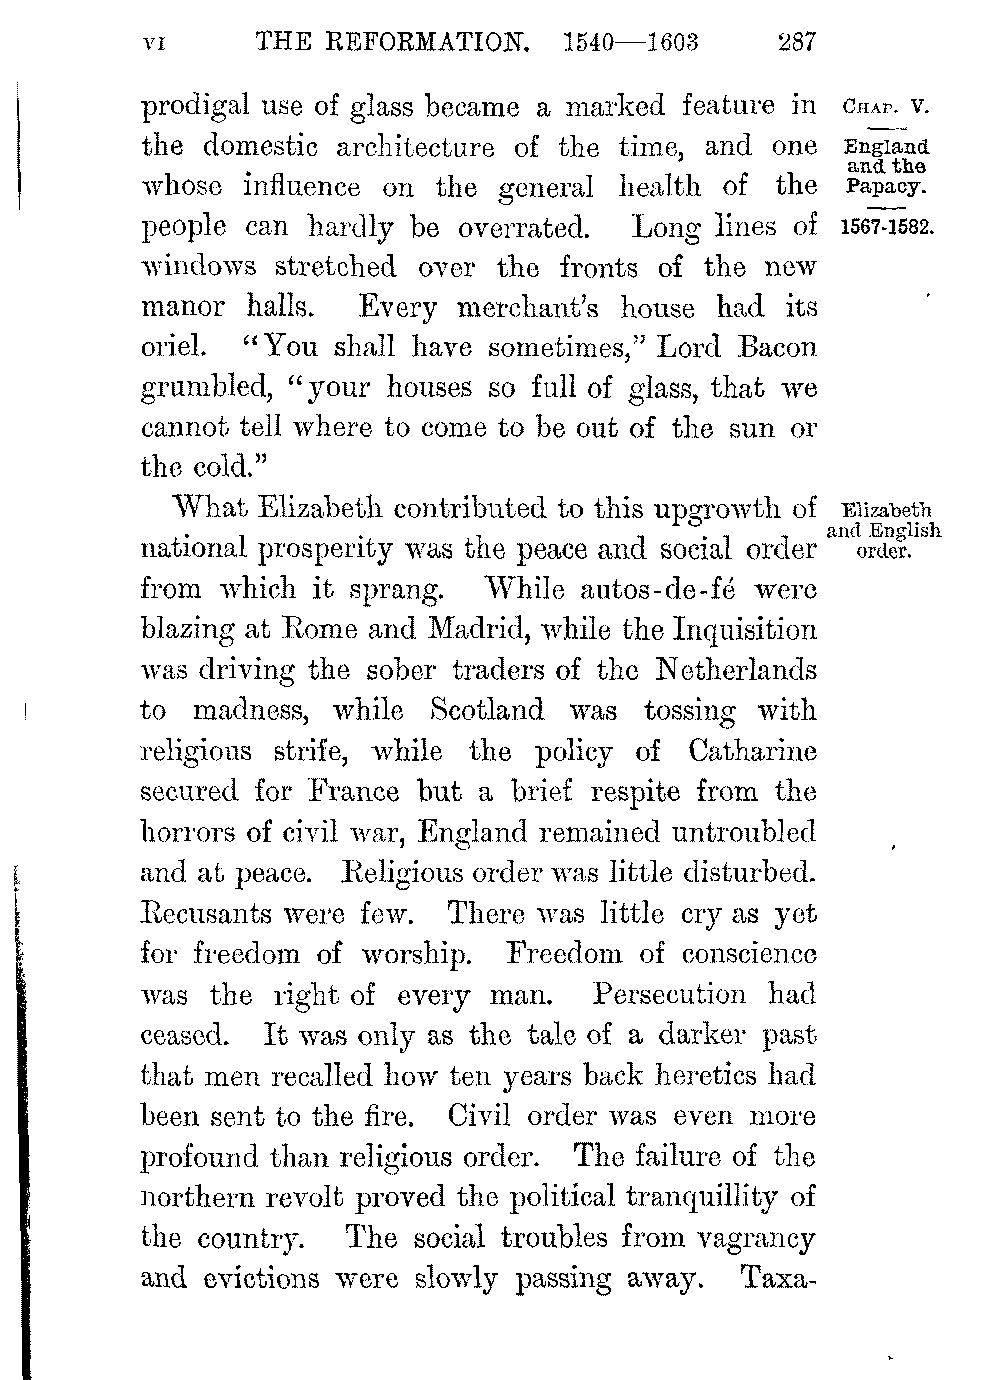 VI THE REFORMATION. 1540—1603 287
prodigal use of glass became a marked feature in
the domestic architecture of the time, and one
whose influence on the general health of the
people can hardly be overrated. Long lines of
windows stretched over the fronts of the new
manor halls. Every merchant's house had its
oriel. "You shall have sometimes," Lord Bacon
grumbled, "your houses so full of glass, that we
cannot tell where to come to be out of the sun or
the cold."
What Elizabeth contributed to this upgrowth of
national prosperity was the peace and social order
from which it sprang. While autos-de-fé were
blazing at Rome and Madrid, while the Inquisition
was driving the sober traders of the Netherlands
to madness, while Scotland was tossing with
religious strife, while the policy of Catharine
secured for France but a brief respite from the
horrors of civil war, England remained untroubled
and at peace. Religious order was little disturbed.
Recusants were few. There was little cry as yet
for freedom of worship. Freedom of conscience
was the right of every man. Persecution had
ceased. It was only as the tale of a darker past
that men recalled how ten years back heretics had
been sent to the fire. Civil order was even more
profound than religious order. The failure of the
northern revolt proved the political tranquillity of
the country. The social troubles from vagrancy
and evictions were slowly passing away. Taxa-
CHAP. V.
England
and the
Papacy.
1567-1582.
Elizabeth
and English
order.